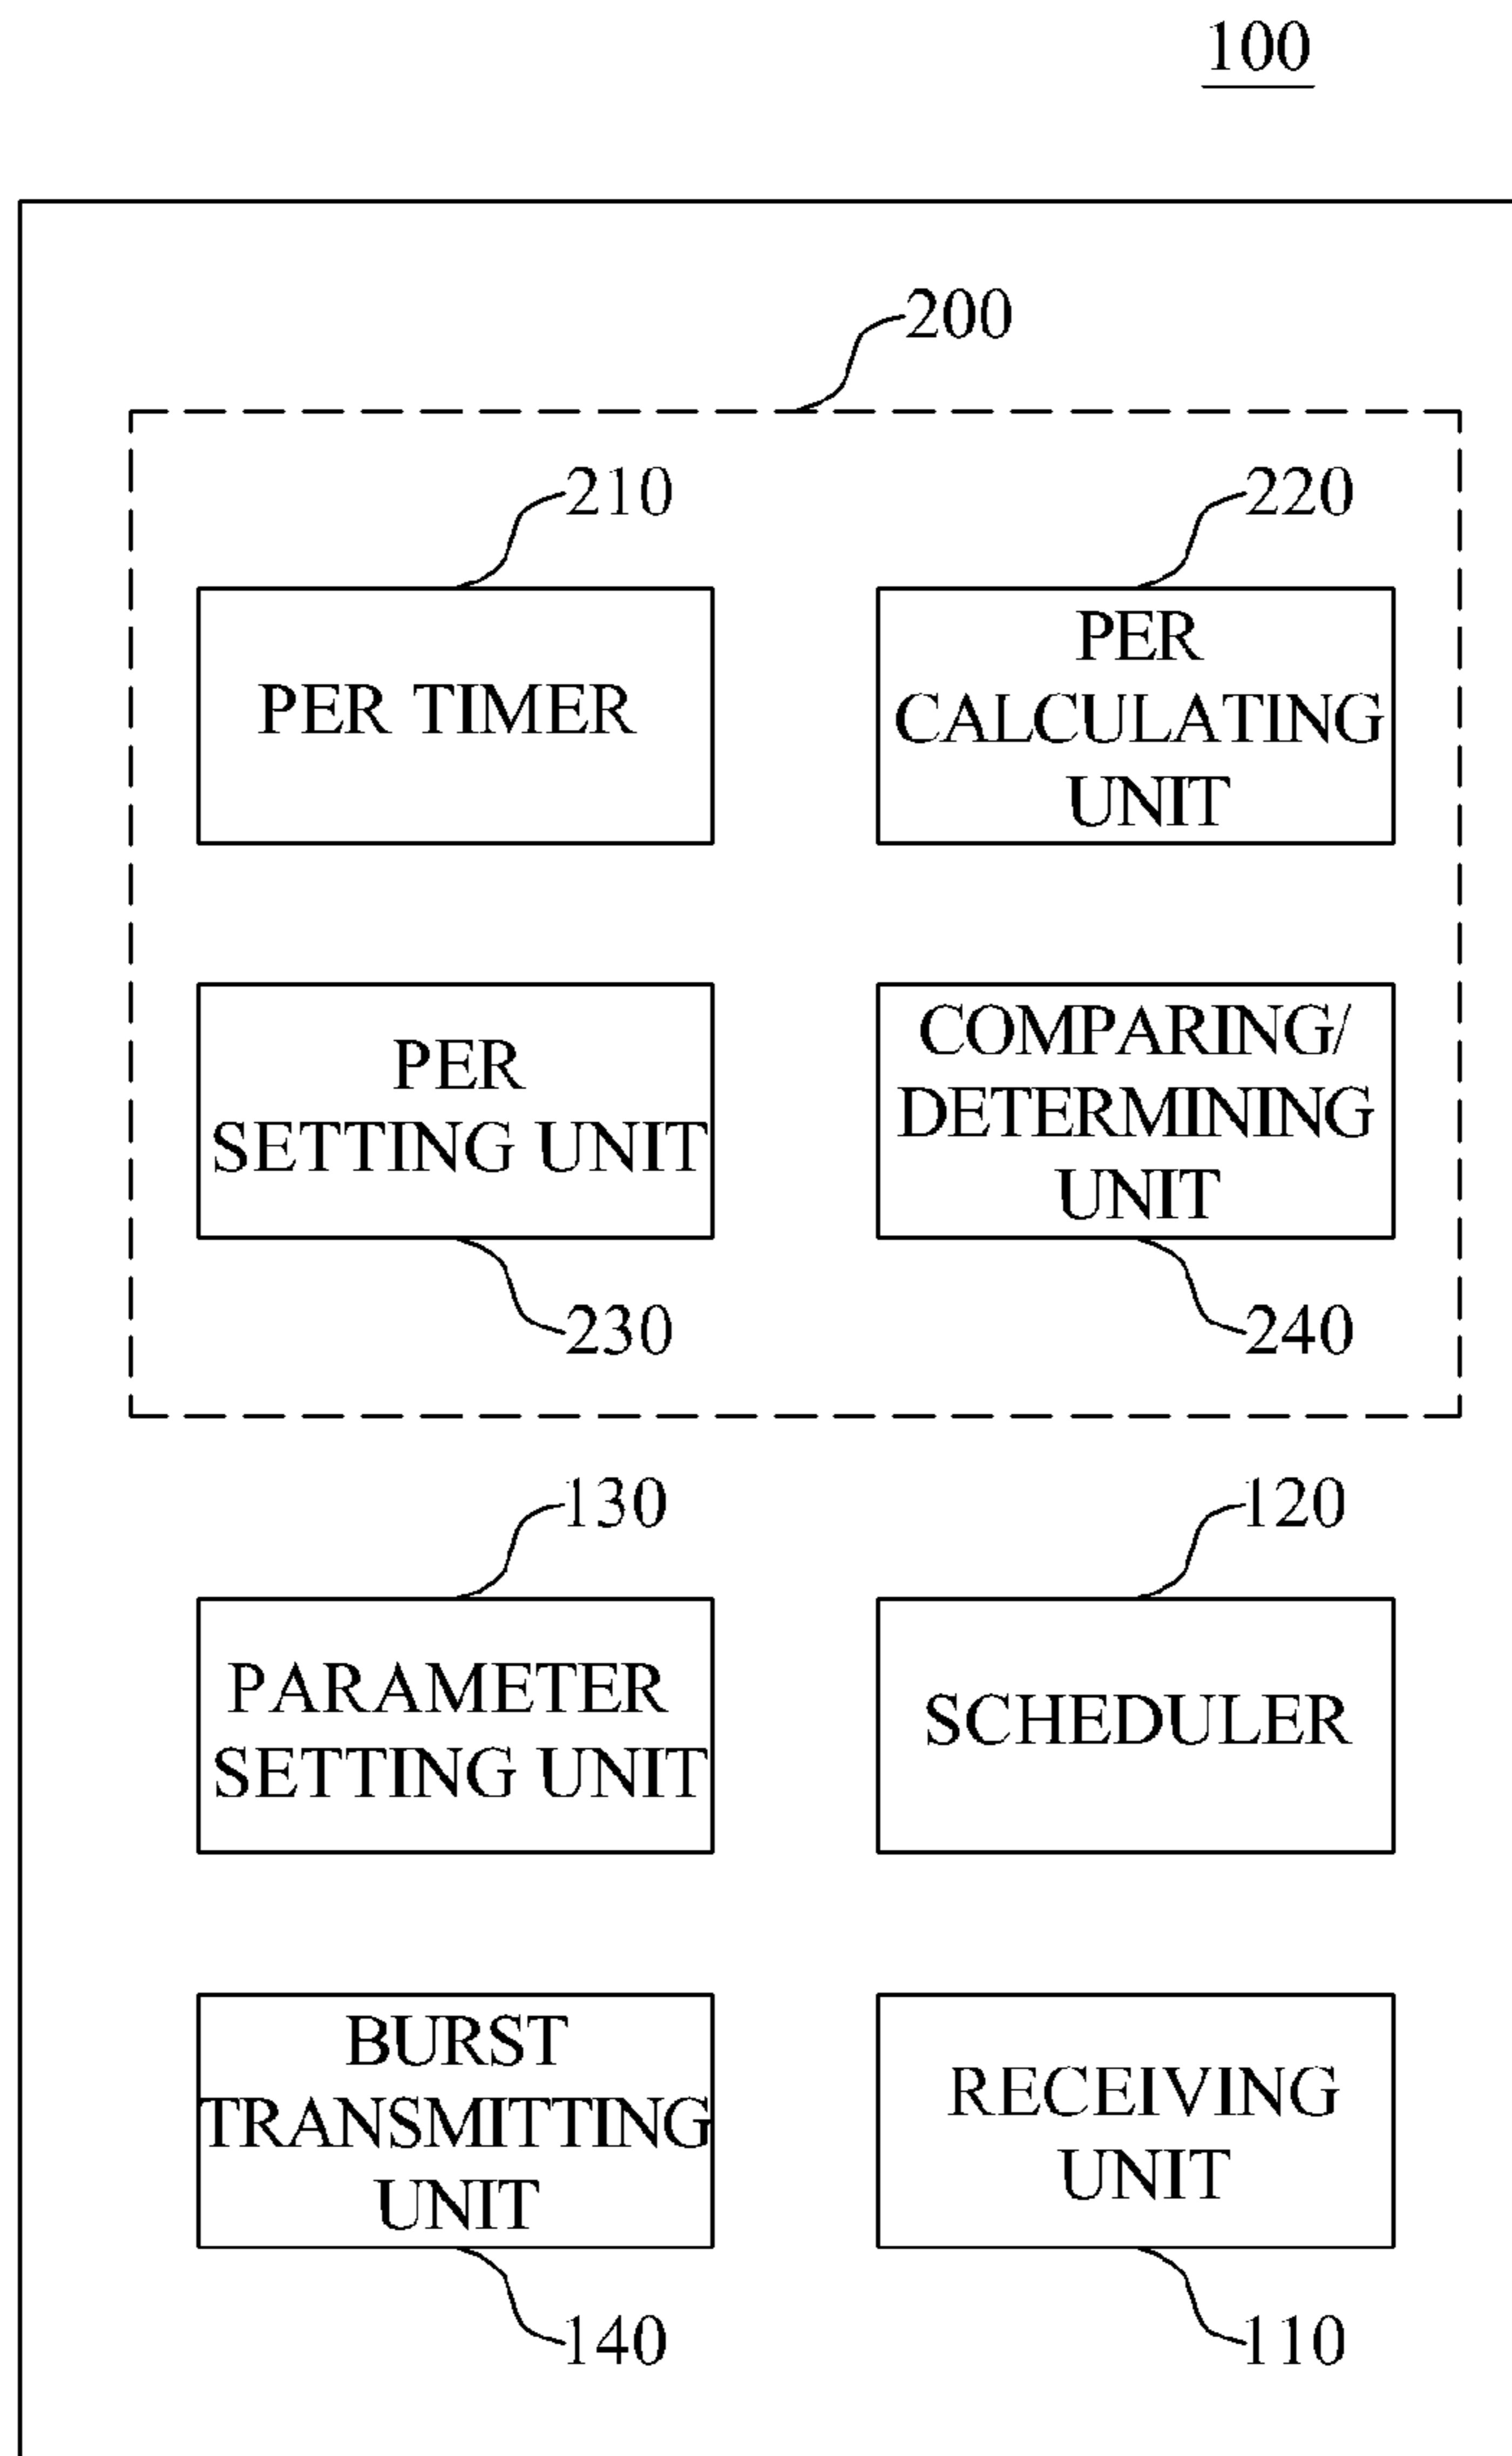 100
200
210
220
PER TIMER
PER
CALCULATING
UNIT
PER
SETTING UNIT
COMPARING/
DETERMINING
UNIT
230
240
130
120
PARAMETER
SETTING UNIT
SCHEDULER
BURST
TRANSMITTING
UNIT
RECEIVING
UNIT
140
110